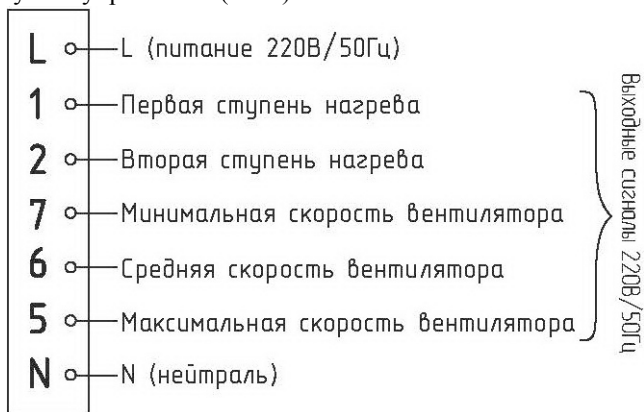 L L (питание 220В/50Гц)
1 Первая ступень нагрева
2 Вторая ступень нагрева
7 Минимальная скорость вентилятора
6 Средняя скорость вентилятора
5 Максимальная скорость вентилятора
N N (нейтраль)
Выходные сигналы 220В/50Гц